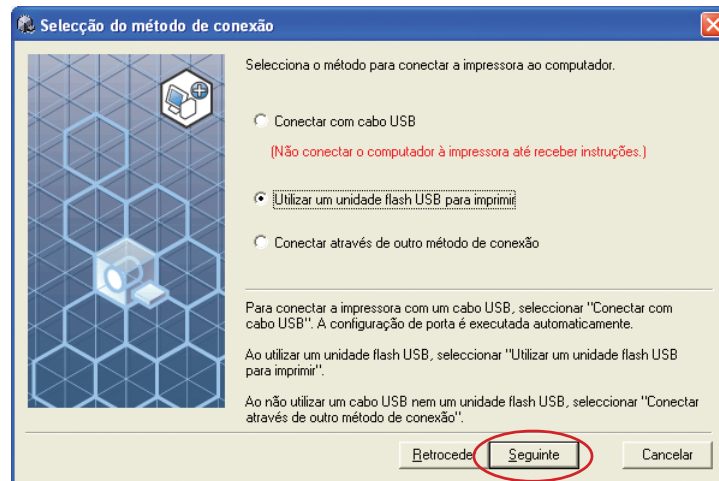 Selecção do método de conexão
Selecciona o método para conectar a impressora ao computador.
Conectar com cabo USB
(Não conectar o computador à impressora até receber instruções.)
Utilizar um unidade flash USB para imprimir
Conectar através de outro método de conexão
Para conectar a impressora com um cabo USB, seleccionar "Conectar com
cabo USB". A configuração de porta é executada automaticamente.
Ao utilizar um unidade flash USB, seleccionar "Utilizar um unidade flash USB
para imprimir".
Ao não utilizar um cabo USB nem um unidade flash USB, seleccionar "Conectar
através de outro método de conexão".
Retrocede Seguinte Cancelar